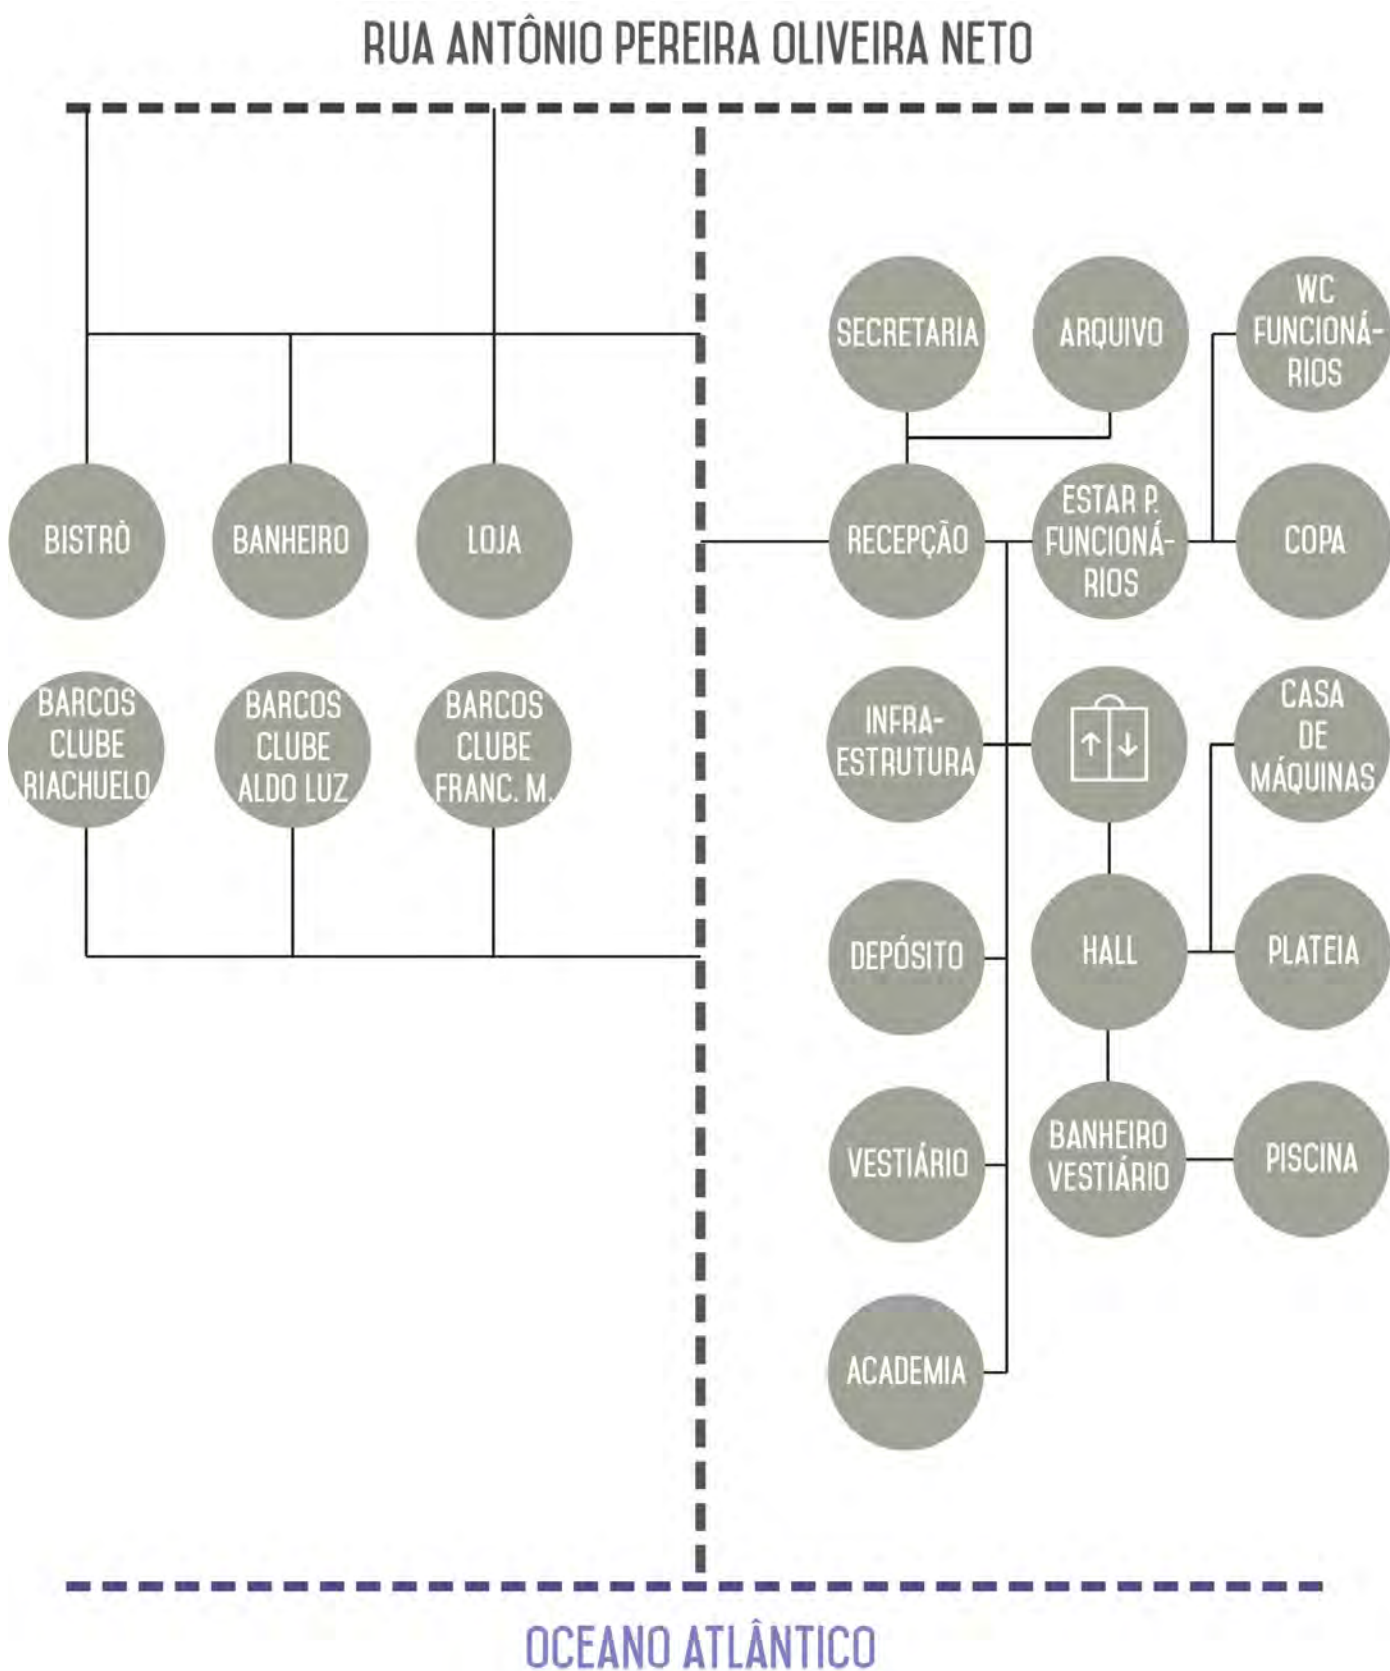 RUA ANTÔNIO PEREIRA OLIVEIRA NETO
SECRETARIA
ARQUIVO
WC
FUNCIONÁ-
RIOS
BISTRÔ
BANHEIRO
LOJA
RECEPÇÃO
ESTAR P.
FUNCIONÁ-
RIOS
COPA
BARCOS
CLUBE
RIACHUELO
BARCOS
CLUBE
ALDO LUZ
BARCOS
CLUBE
FRANC. M.
INFRA-
ESTRUTURA
CASA
DE
MÁQUINAS
DEPÓSITO
HALL
PLATEIA
VESTIÁRIO
BANHEIRO
VESTIÁRIO
PISCINA
ACADEMIA
OCEANO ATLÂNTICO